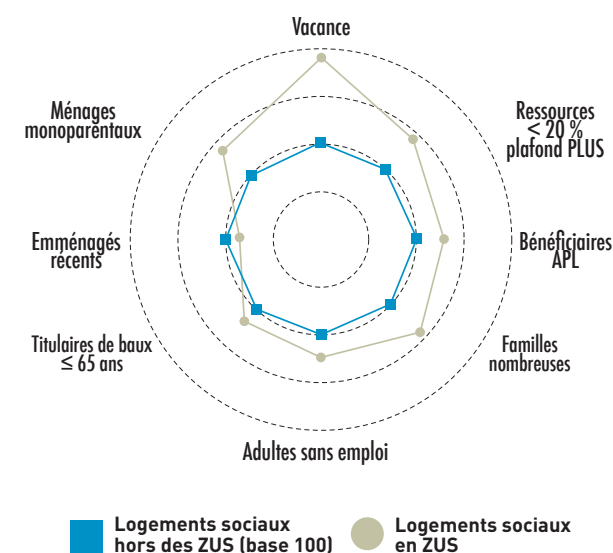 Vacance
Ménages
monoparentaux
Ressources
< 20 %
plafond PLUS
Emménagés
récents
Bénéficiaires
APL
Titulaires de baux
≤ 65 ans
Familles
nombreuses
Adultes sans emploi
Logements sociaux
hors des ZUS (base 100)
Logements sociaux
en ZUS